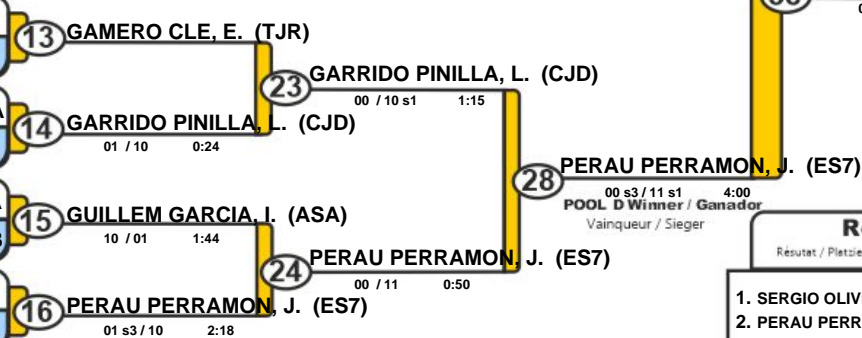 13 GAMERO CLE, E. (TJR)
23 GARRIDO PINILLA, L. (CJD)
00 / 10 s1 1:15
14 GARRIDO PINILLA, L. (CJD)
01 / 10 0:24
28 PERAU PERRAMON, J. (ES7)
00 s3 / 11 s1 4:00
POOL D Winner / Ganador
Vainqueur / Sieger
15 GUILLEM GARCIA, I. (ASA)
10 / 01 1:44
24 PERAU PERRAMON, J. (ES7)
00 / 11 0:50
16 PERAU PERRAMON, J. (ES7)
01 s3 / 10 2:18
1. SERGIO
2. PERAU